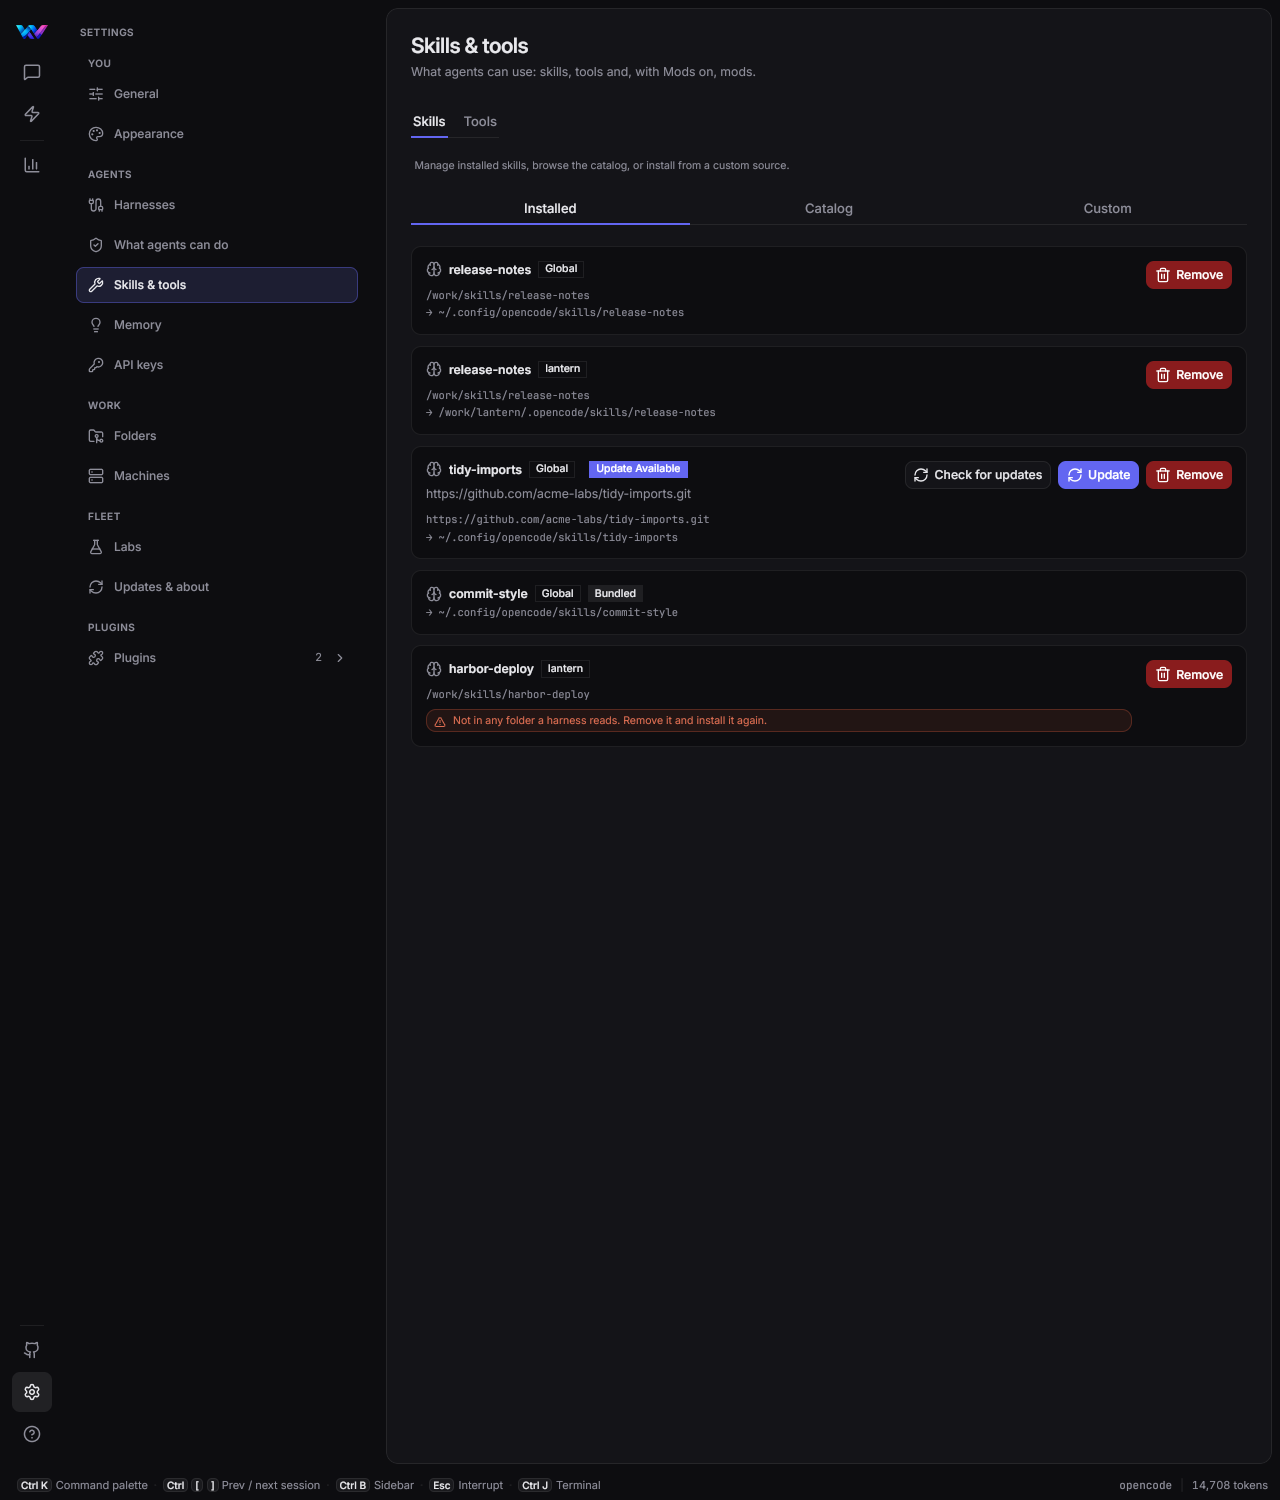 SETTINGS
YOU
General
Appearance
AGENTS
Harnesses
What agents can do
Skills & tools
Memory
API keys
WORK
Folders
Machines
FLEET
Labs
Updates & about
PLUGINS
Plugins 2
Skills & tools
What agents can use: skills, tools and, with Mods on, mods.
Skills Tools
Manage installed skills, browse the catalog, or install from a custom source.
Installed Catalog Custom
release-notes Global Remove
/work/skills/release-notes
→ ~/.config/opencode/skills/release-notes
release-notes lantern Remove
/work/skills/release-notes
→ /work/lantern/.opencode/skills/release-notes
tidy-imports Global Update Available Check for updates Update Remove
https://github.com/acme-labs/tidy-imports.git
https://github.com/acme-labs/tidy-imports.git
→ ~/.config/opencode/skills/tidy-imports
commit-style Global Bundled
→ ~/.config/opencode/skills/commit-style
harbor-deploy lantern Remove
/work/skills/harbor-deploy
Not in any folder a harness reads. Remove it and install it again.
Ctrl K Command palette · Ctrl [ ] Prev / next session · Ctrl B Sidebar · Esc Interrupt · Ctrl J Terminal opencode 14,708 tokens